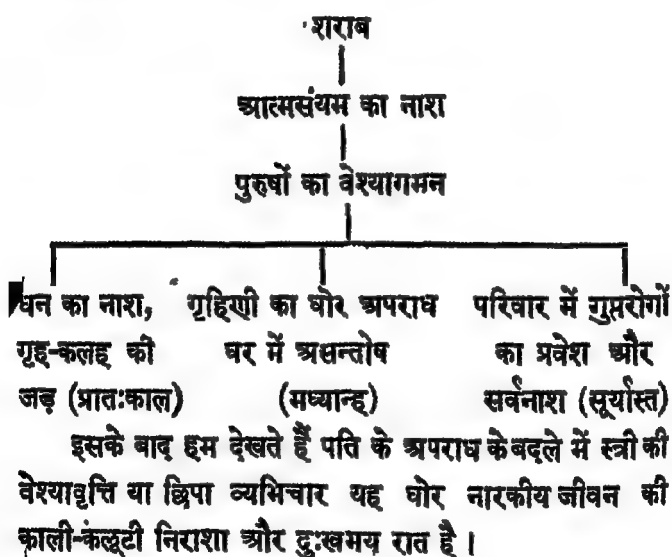 शराब
आत्मसंयम का नाश
पुरुषों का वेश्यागमन
धन का नाश, गृहिणी का घोर अपराध परिवार में गुप्तरोगों
गृह-कलह की घर में असन्तोष का प्रवेश और
जड़ (प्रातःकाल) (मध्यान्ह) सर्वनाश (सूर्यास्त)
इसके बाद हम देखते हैं पति के अपराध के बदले में स्त्री की
वेश्यावृत्ति या छिपा व्यभिचार यह घोर नारकीय जीवन की
काली-कलूटी निराशा और दुःखमय रात है ।